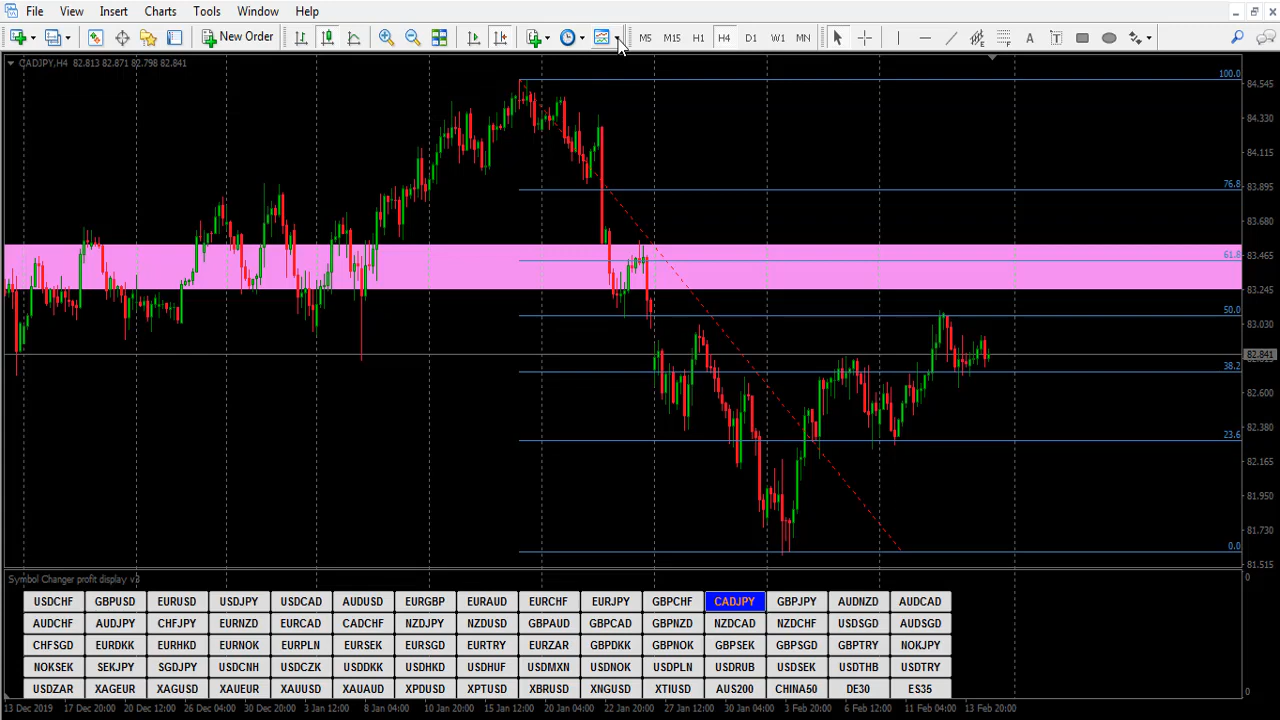 File View Insert Charts Tools Window Help
New Order M5 M15 H1 H4 D1 W1 MN
CADJPY,H4 82.813 82.871 82.798 82.841
100.0
84.545
84.330
84.115
76.8
83.895
83.680
61.8
83.465
83.245
50.0
83.030
82.841
38.2
82.600
82.380
23.6
82.165
81.950
81.730
0.0
81.515
Symbol Changer profit display v3
0
USDCHF GBPUSD EURUSD USDJPY USDCAD AUDUSD EURGBP EURAUD EURCHF EURJPY GBPCHF CADJPY GBPJPY AUDNZD AUDCAD
AUDCHF AUDJPY CHFJPY EURNZD EURCAD CADCHF NZDJPY NZDUSD GBPAUD GBPCAD GBPNZD NZDCAD NZDCHF USDSGD AUDSGD
CHFSGD EURDKK EURHKD EURNOK EURPLN EURSEK EURSGD EURTRY EURZAR GBPDKK GBPNOK GBPSEK GBPSGD GBPTRY NOKJPY
NOKSEK SEKJPY SGDJPY USDCNH USDCZK USDDKK USDHKD USDHUF USDMXN USDNOK USDPLN USDRUB USDSEK USDTHB USDTRY
USDZAR XAGEUR XAGUSD XAUEUR XAUUSD XAUAUD XPDUSD XPTUSD XBRUSD XNGUSD XTIUSD AUS200 CHINA50 DE30 ES35
0
13 Dec 2019 17 Dec 20:00 20 Dec 12:00 26 Dec 04:00 30 Dec 20:00 3 Jan 12:00 8 Jan 04:00 10 Jan 20:00 15 Jan 12:00 20 Jan 04:00 22 Jan 20:00 27 Jan 12:00 30 Jan 04:00 3 Feb 20:00 6 Feb 12:00 11 Feb 04:00 13 Feb 20:00